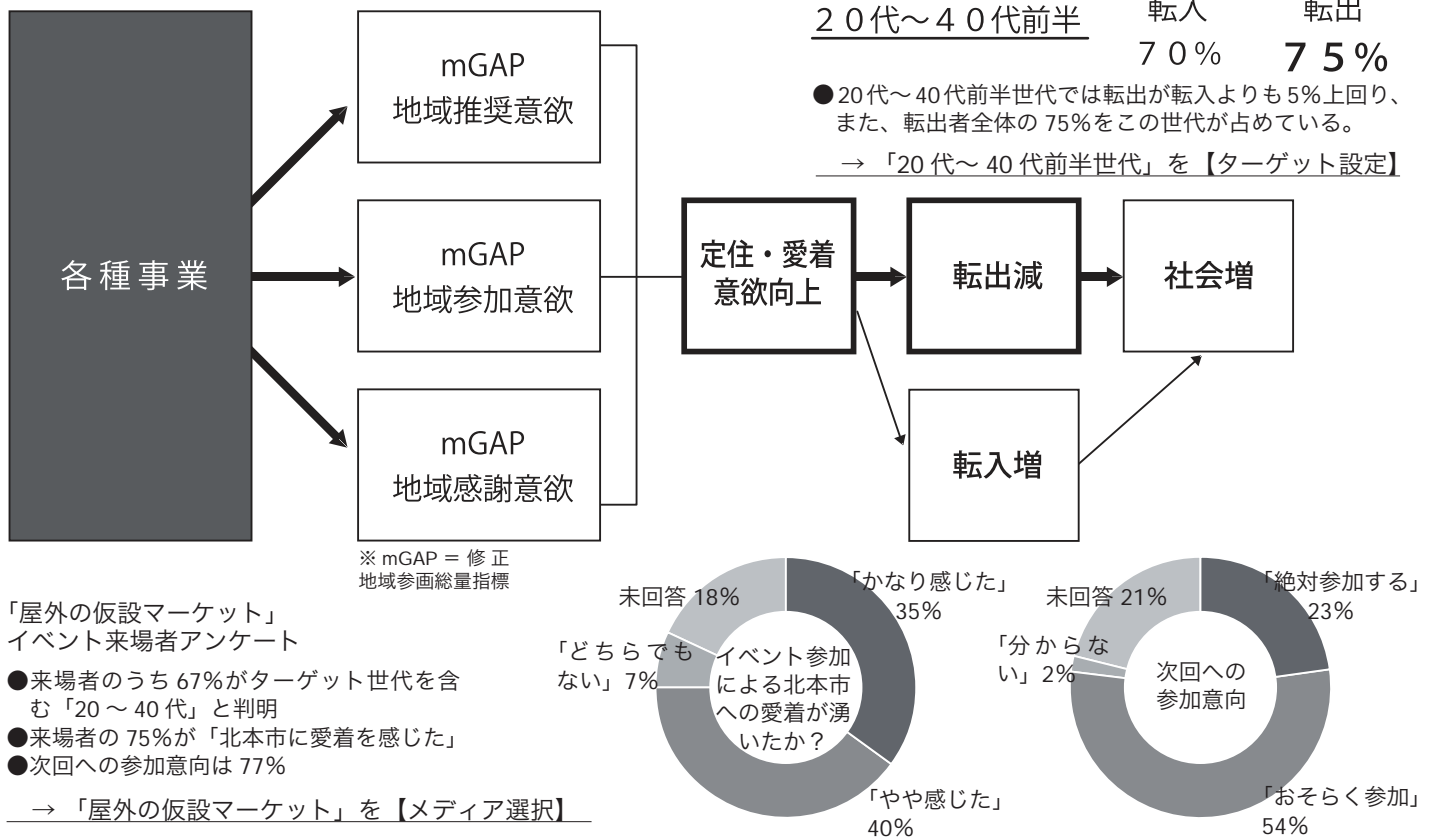 20代〜40代前半
転入
転出
70%
75%
●20代〜40代前半世代では転出が転入よりも5%上回り、
また、転出者全体の75%をこの世代が占めている。
→ 「20代〜40代前半世代」を【ターゲット設定】
各種事業
mGAP
地域推奨意欲
mGAP
地域参加意欲
mGAP
地域感謝意欲
※ mGAP = 修正
地域参画総量指標
定住・愛着
意欲向上
転出減
社会増
転入増
「屋外の仮設マーケット」
イベント来場者アンケート
●来場者のうち67%がターゲット世代を含
む「20〜40代」と判明
●来場者の75%が「北本市に愛着を感じた」
●次回への参加意向は77%
→ 「屋外の仮設マーケット」を【メディア選択】
未回答 18%
「かなり感じた」
35%
「どちらでも
ない」7%
イベント参加
による北本市
への愛着が湧
いたか？
「やや感じた」
40%
未回答 21%
「絶対参加する」
23%
「分からな
い」2%
次回への
参加意向
「おそらく参加」
54%